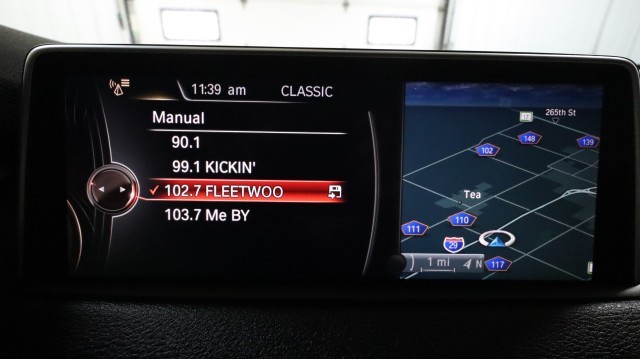 11:39 am CLASSIC
Manual
90.1
99.1 KICKIN'
102.7 FLEETWOO
103.7 Me BY
265th St
17
148
139
102
Tea
110
111
29
117
1 mi N